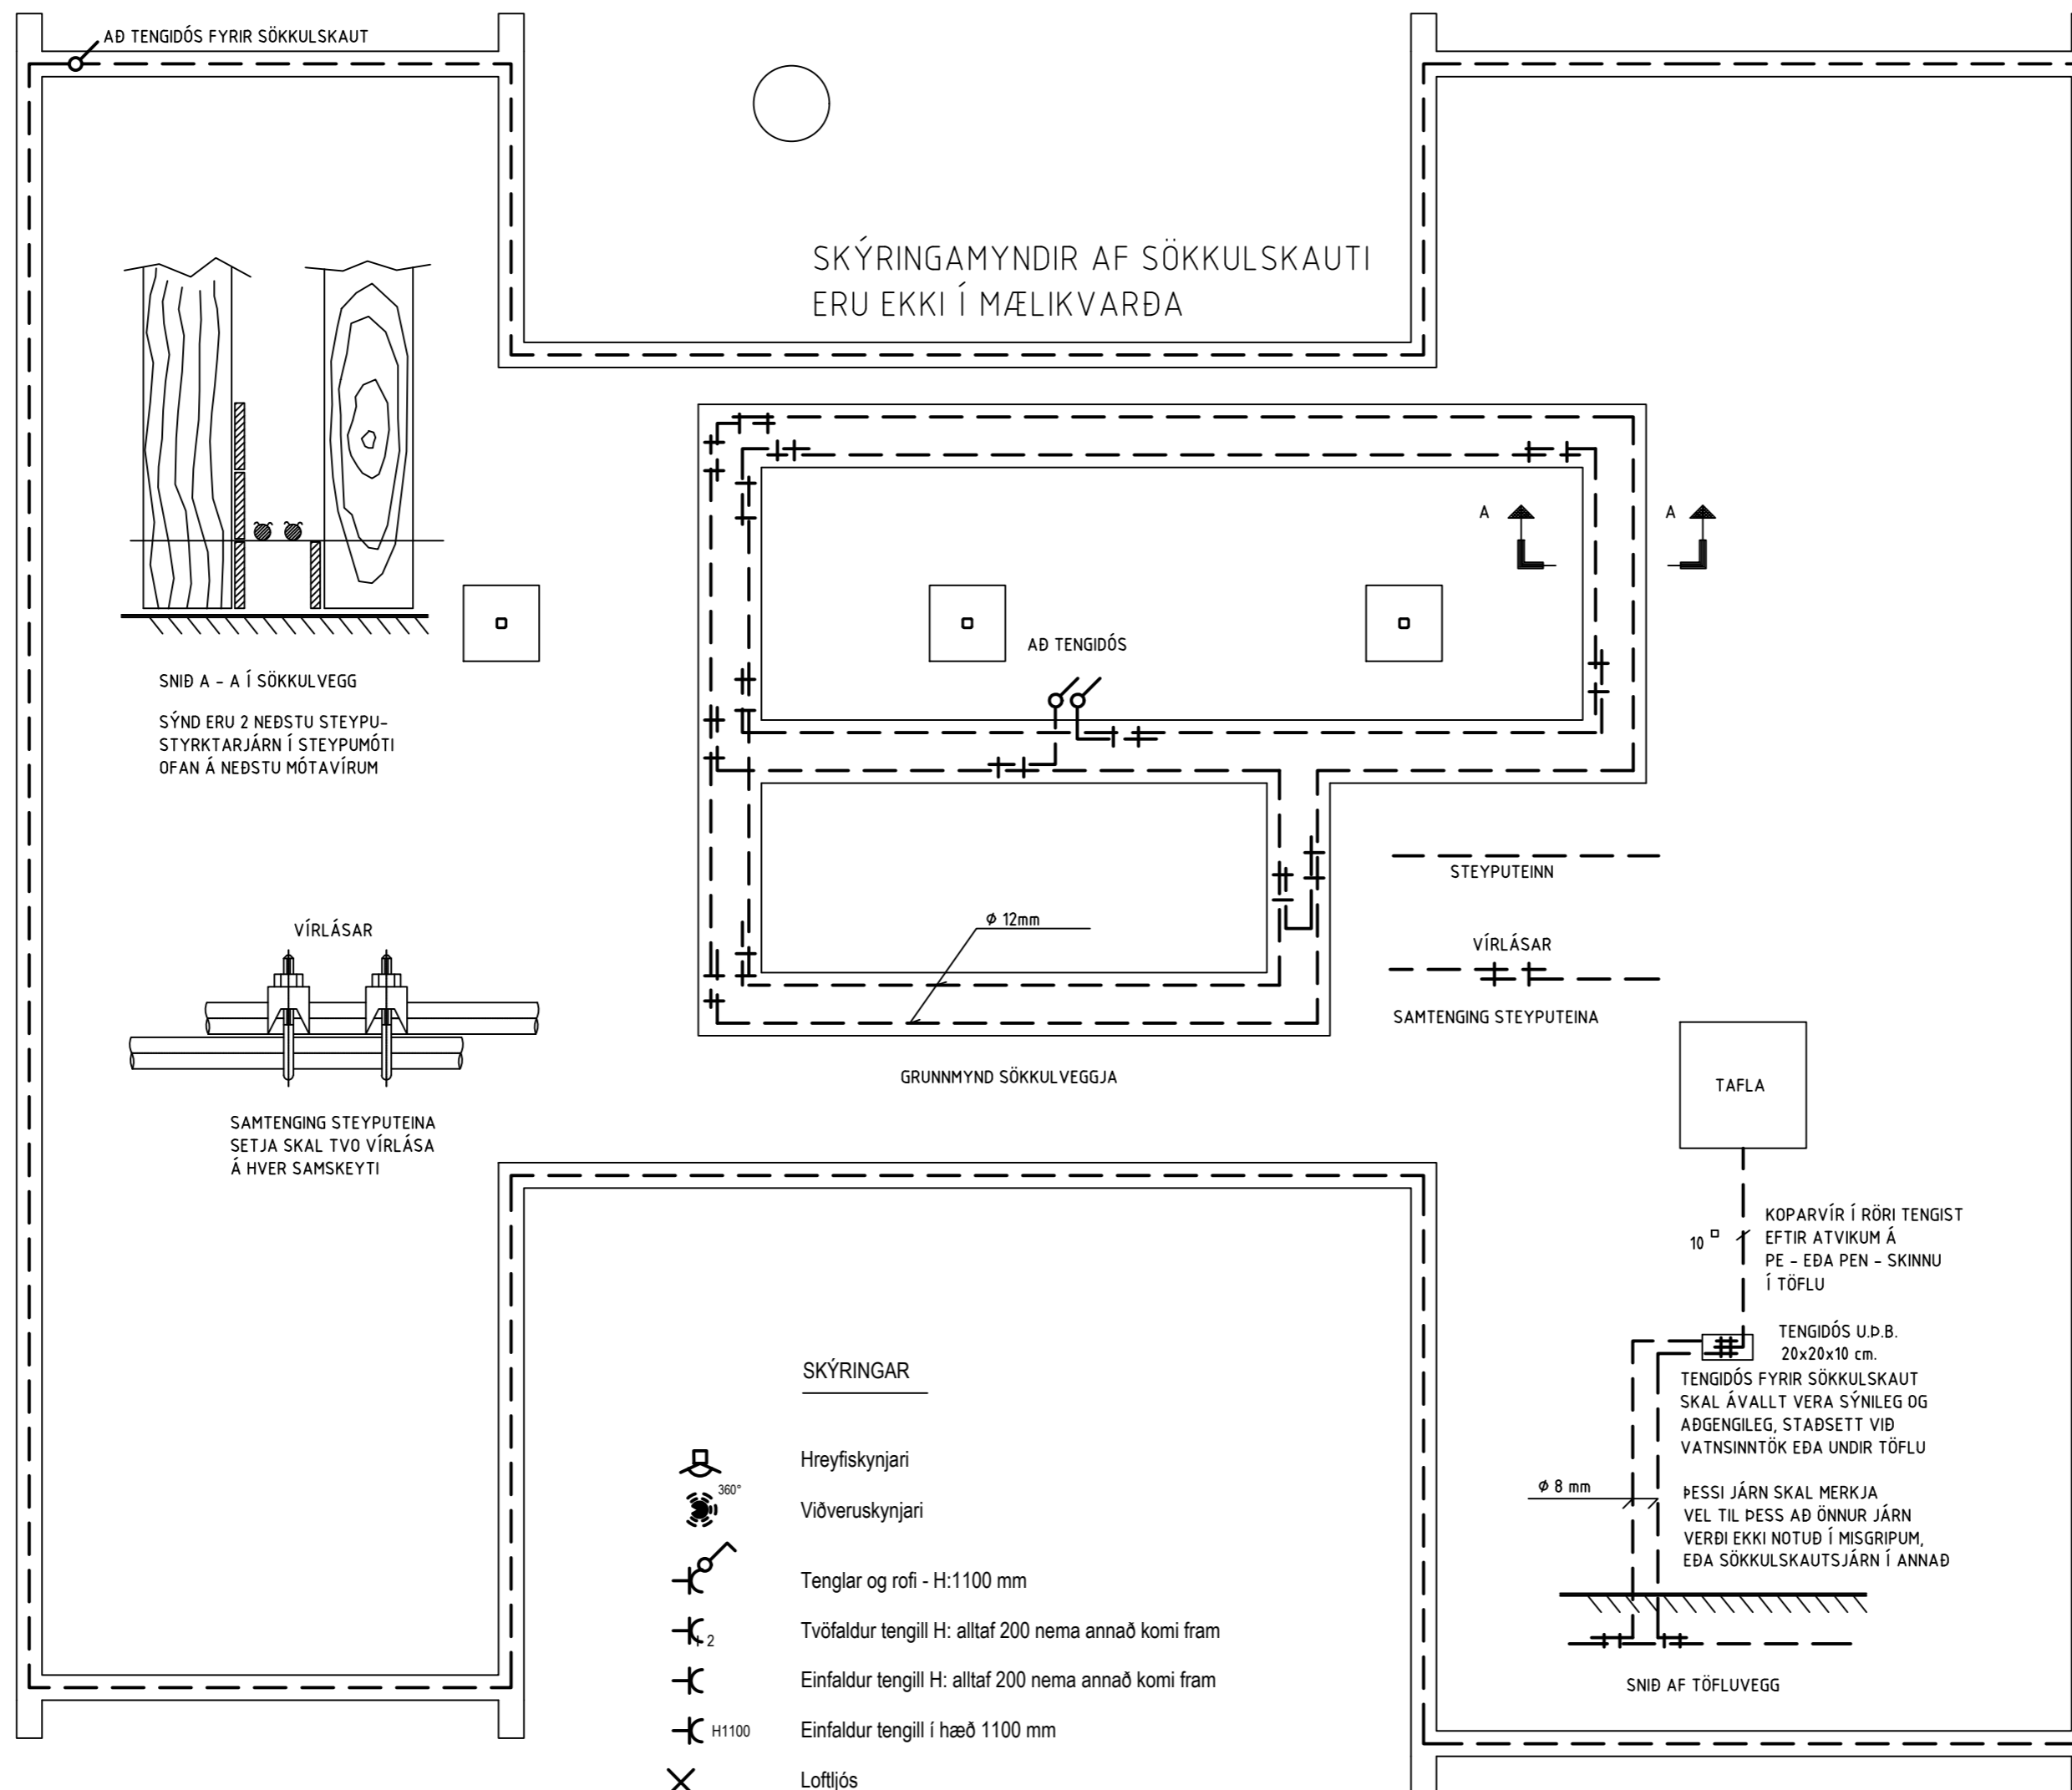 AÐ TENGIDÓS FYRIR SÖKKULSKAUT
SKÝRINGAMYNDIR AF SÖKKULSKAUTI
ERU EKKI Í MÆLIKVARÐA
A
A
AÐ TENGIDÓS
SNIÐ A - A Í SÖKKULVEGG
SÝND ERU 2 NEÐSTU STEYPU-
STYRKTARJÁRN Í STEYPUMÓTI
OFAN Á NEÐSTU MÓTAVÍRUM
STEYPUTEINN
VÍRLÁSAR
SAMTENGING STEYPUTEINA
Ø 12mm
VÍRLÁSAR
SAMTENGING STEYPUTEINA
SETJA SKAL TVO VÍRLÁSA
Á HVER SAMSKEYTI
GRUNNMYND SÖKKULVEGGJA
TAFLA
10
KOPARVÍR Í RÖRI TENGIST
EFTIR ATVIKUM Á
PE - EÐA PEN - SKINNU
Í TÖFLU
TENGIDÓS U.Þ.B.
20x20x10 cm.
TENGIDÓS FYRIR SÖKKULSKAUT
SKAL ÁVALLT VERA SÝNILEG OG
AÐGENGILEG, STAÐSETT VIÐ
VATNSINNTÖK EÐA UNDIR TÖFLU
Ø 8 mm
ÞESSI JÁRN SKAL MERKJA
VEL TIL ÞESS AÐ ÖNNUR JÁRN
VERÐI EKKI NOTUÐ Í MISGRIPUM,
EÐA SÖKKULSKAUTSJÁRN Í ANNAÐ
SNIÐ AF TÖFLUVEGG
SKÝRINGAR
Hreyfiskynjari
360°
Viðveruskynjari
Tenglar og rofi - H:1100 mm
2
Tvöfaldur tengill H: alltaf 200 nema annað komi fram
Einfaldur tengill H: alltaf 200 nema annað komi fram
H1100
Einfaldur tengill í hæð 1100 mm
Loftljós